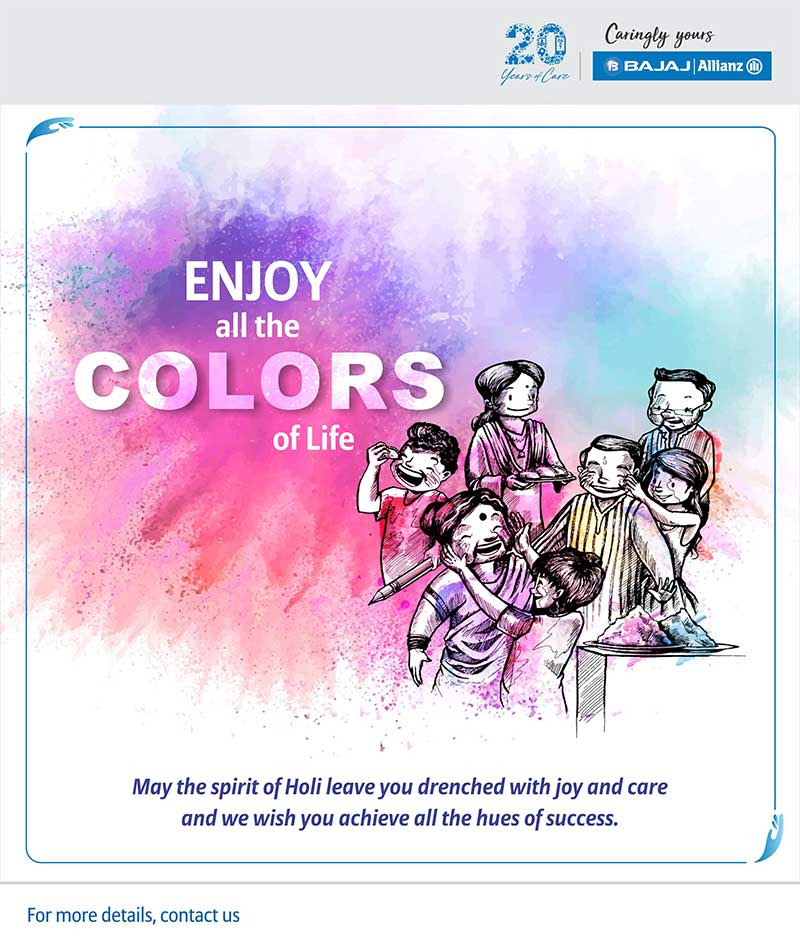 20
Years of Care
Caringly yours
B BAJAJ | Allianz
ENJOY
all the
COLORS
of Life
May the spirit of Holi leave you drenched with joy and care
and we wish you achieve all the hues of success.
For more details, contact us